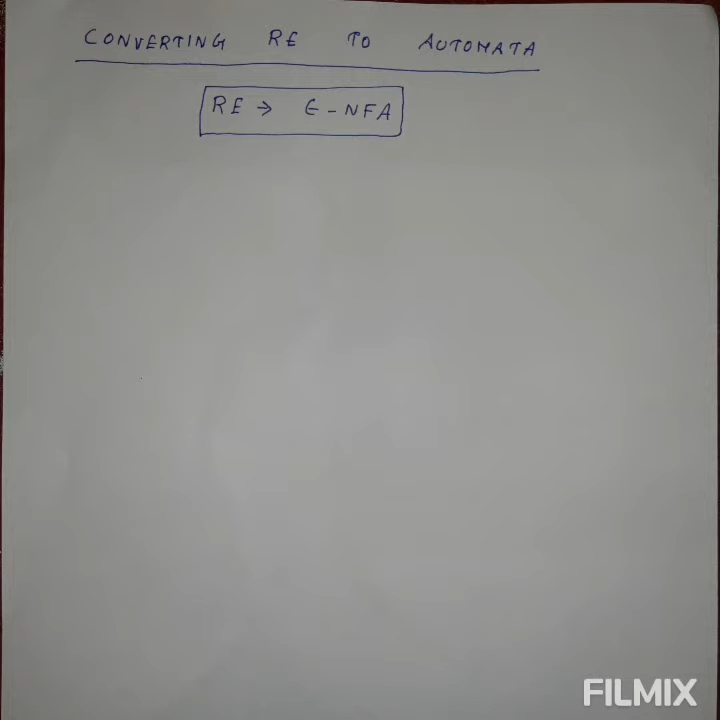 CONVERTING RE TO AUTOMATA
RE → ε-NFA
FILMIX